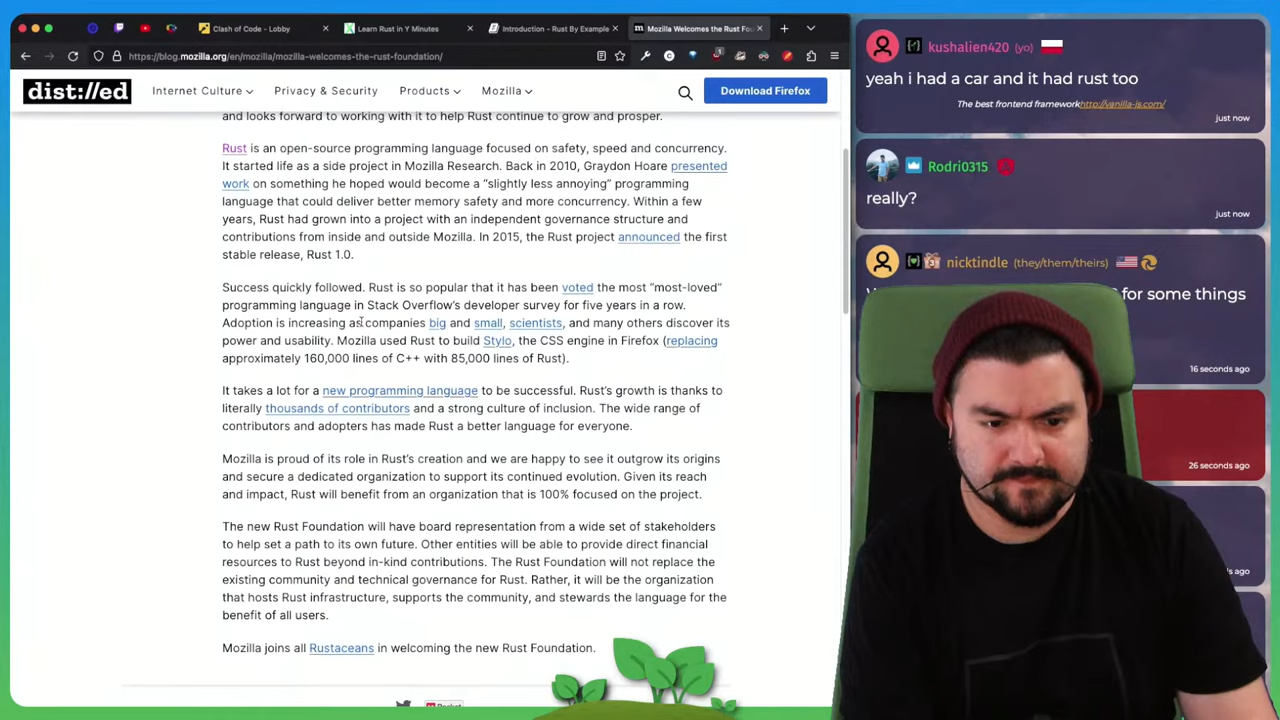 Clash of Code - Lobby
Learn Rust in Y Minutes
Introduction - Rust By Example
Mozilla Welcomes the Rust Fou
https://blog.mozilla.org/en/mozilla/mozilla-welcomes-the-rust-foundation/
dist://ed
Internet Culture
Privacy & Security
Products
Mozilla
Download Firefox
and looks forward to working with it to help Rust continue to grow and prosper.
Rust is an open-source programming language focused on safety, speed and concurrency.
It started life as a side project in Mozilla Research. Back in 2010, Graydon Hoare presented
work on something he hoped would become a “slightly less annoying” programming
language that could deliver better memory safety and more concurrency. Within a few
years, Rust had grown into a project with an independent governance structure and
contributions from inside and outside Mozilla. In 2015, the Rust project announced the first
stable release, Rust 1.0.
Success quickly followed. Rust is so popular that it has been voted the most “most-loved”
programming language in Stack Overflow’s developer survey for five years in a row.
Adoption is increasing as companies big and small, scientists, and many others discover its
power and usability. Mozilla used Rust to build Stylo, the CSS engine in Firefox (replacing
approximately 160,000 lines of C++ with 85,000 lines of Rust).
It takes a lot for a new programming language to be successful. Rust’s growth is thanks to
literally thousands of contributors and a strong culture of inclusion. The wide range of
contributors and adopters has made Rust a better language for everyone.
Mozilla is proud of its role in Rust’s creation and we are happy to see it outgrow its origins
and secure a dedicated organization to support its continued evolution. Given its reach
and impact, Rust will benefit from an organization that is 100% focused on the project.
The new Rust Foundation will have board representation from a wide set of stakeholders
to help set a path to its own future. Other entities will be able to provide direct financial
resources to Rust beyond in-kind contributions. The Rust Foundation will not replace the
existing community and technical governance for Rust. Rather, it will be the organization
that hosts Rust infrastructure, supports the community, and stewards the language for the
benefit of all users.
Mozilla joins all Rustaceans in welcoming the new Rust Foundation.
kushalien420 (yo)
yeah i had a car and it had rust too
The best frontend framework http://vanilla-js.com/
just now
Rodri0315
really?
just now
nicktindle (they/them/theirs)
for some things
16 seconds ago
26 seconds ago
ds ago